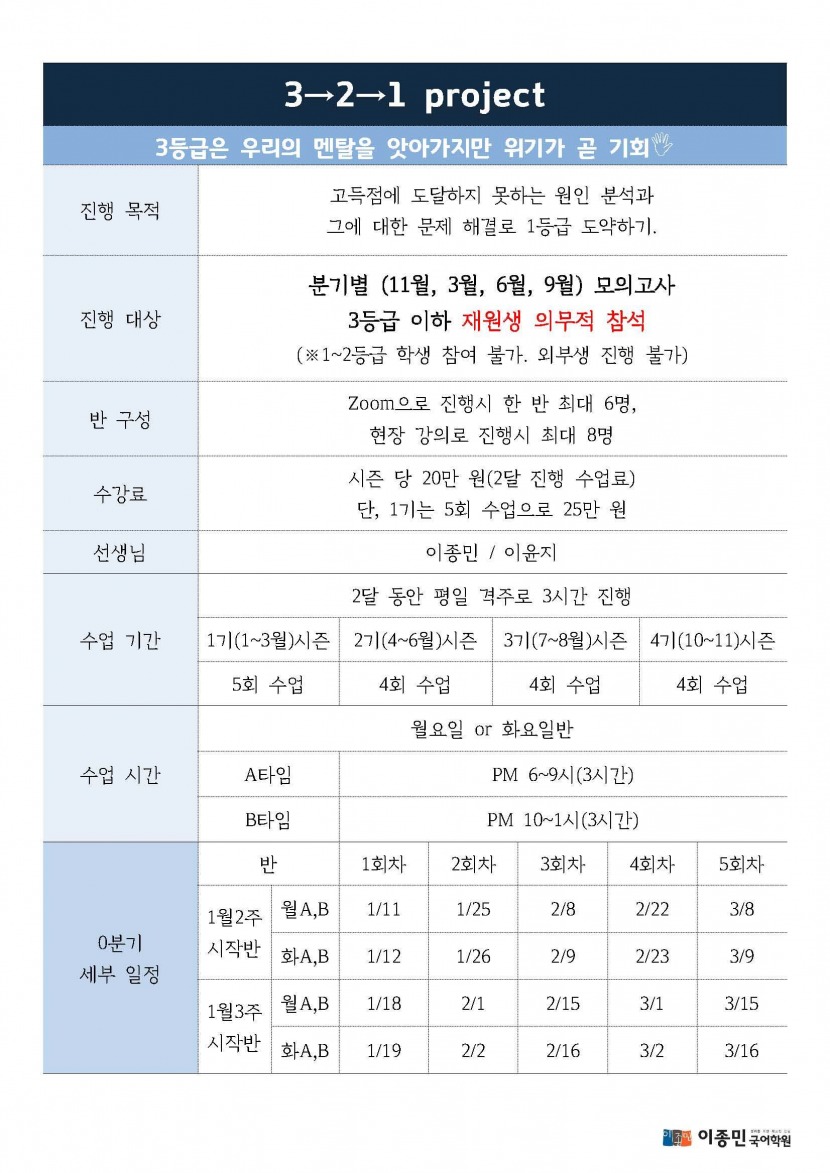 3→2→1 project
3등급은 우리의 멘탈을 앗아가지만 위기가 곧 기회
진행 목적
고득점에 도달하지 못하는 원인 분석과
그에 대한 문제 해결로 1등급 도약하기.
진행 대상
분기별 (11월, 3월, 6월, 9월) 모의고사
3등급 이하 재원생 의무적 참석
(※1~2등급 학생 참여 불가. 외부생 진행 불가)
반 구성
Zoom으로 진행시 한 반 최대 6명,
현장 강의로 진행시 최대 8명
수강료
시즌 당 20만 원(2달 진행 수업료)
단, 1기는 5회 수업으로 25만 원
선생님
이종민 / 이윤지
수업 기간
2달 동안 평일 격주로 3시간 진행
1기(1~3월)시즌 2기(4~6월)시즌 3기(7~8월)시즌 4기(10~11)시즌
5회 수업 4회 수업 4회 수업 4회 수업
수업 시간
월요일 or 화요일반
A타임 PM 6~9시(3시간)
B타임 PM 10~1시(3시간)
0분기
세부 일정
반 1회차 2회차 3회차 4회차 5회차
1월2주
시작반
월A,B 1/11 1/25 2/8 2/22 3/8
화A,B 1/12 1/26 2/9 2/23 3/9
1월3주
시작반
월A,B 1/18 2/1 2/15 3/1 3/15
화A,B 1/19 2/2 2/16 3/2 3/16
이종민 국어학원